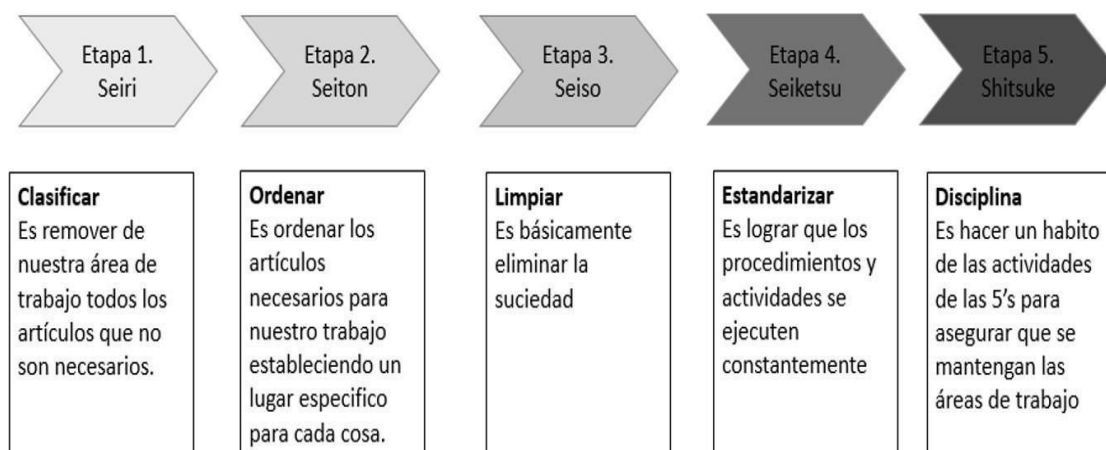 Etapa 1.
Seiri
Etapa 2.
Seiton
Etapa 3.
Seiso
Etapa 4.
Seiketsu
Etapa 5.
Shitsuke
Clasificar
Es remover de
nuestra área de
trabajo todos los
artículos que no
son necesarios.
Ordenar
Es ordenar los
artículos
necesarios para
nuestro trabajo
estableciendo un
lugar especifico
para cada cosa.
Limpiar
Es básicamente
eliminar la
suciedad
Estandarizar
Es lograr que los
procedimientos y
actividades se
ejecuten
constantemente
Disciplina
Es hacer un habito
de las actividades
de las 5’s para
asegurar que se
mantengan las
áreas de trabajo